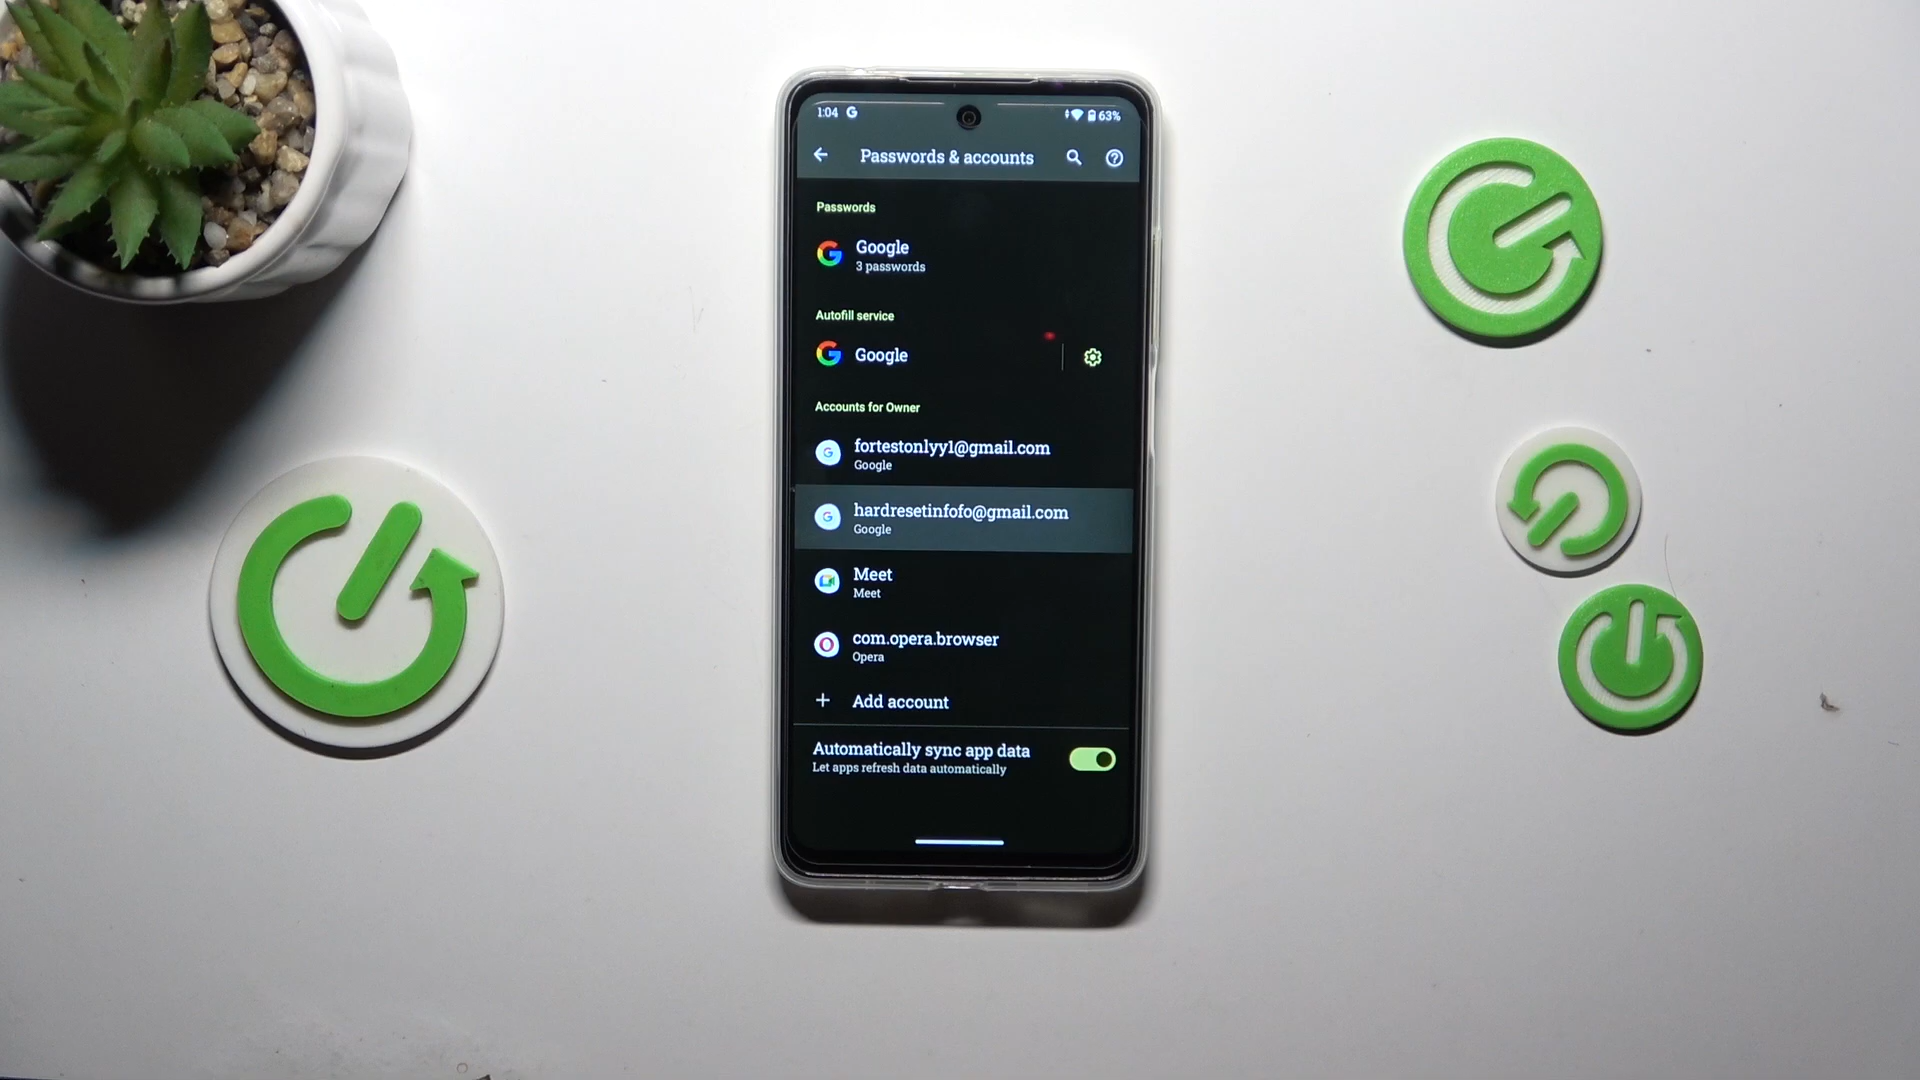 1:04 G 63%
Passwords & accounts
Passwords
Google
3 passwords
Autofill service
Google
Accounts for Owner
fortestonlyy1@gmail.com
Google
hardresetinfofo@gmail.com
Google
Meet
Meet
com.opera.browser
Opera
+ Add account
Automatically sync app data
Let apps refresh data automatically